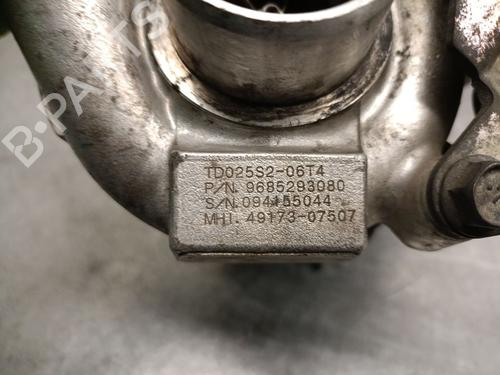 B-PARTS
TD025S2-06T4
P/N. 9685293080
S/N.094155044
MHI. 49173-07507